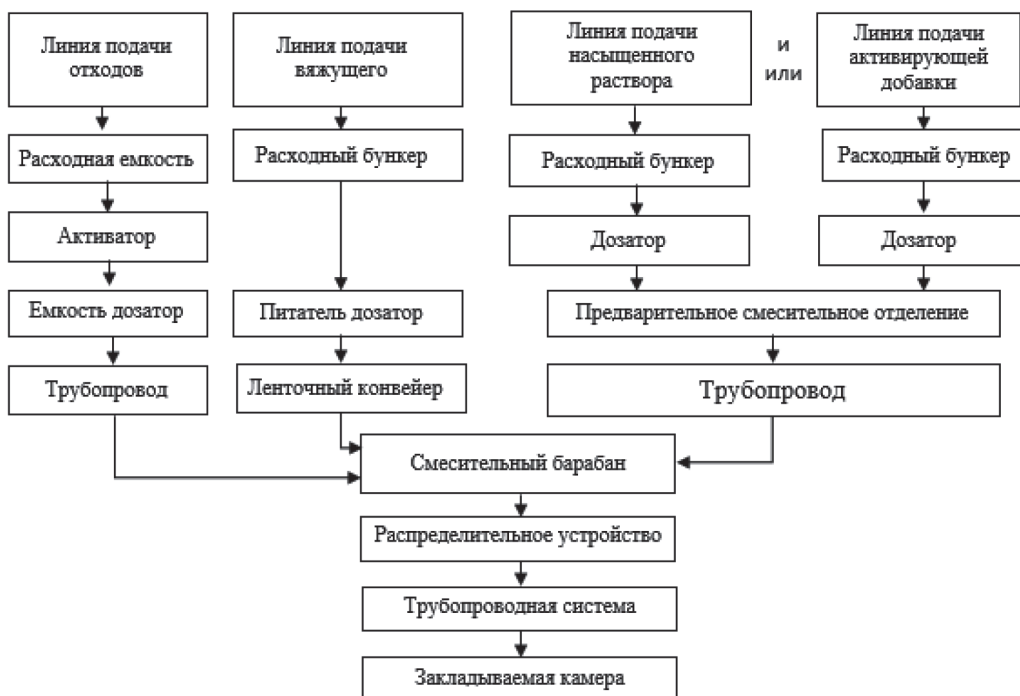 Линия подачи
отходов
Линия подачи
вяжущего
Линия подачи
насыщенного
раствора
и
или
Линия подачи
активирующей
добавки
Расходная емкость
Расходный бункер
Расходный бункер
Расходный бункер
Активатор
Дозатор
Дозатор
Емкость дозатор
Питатель дозатор
Предварительное смесительное отделение
Трубопровод
Ленточный конвейер
Трубопровод
Смесительный барабан
Распределительное устройство
Трубопроводная система
Закладываемая камера